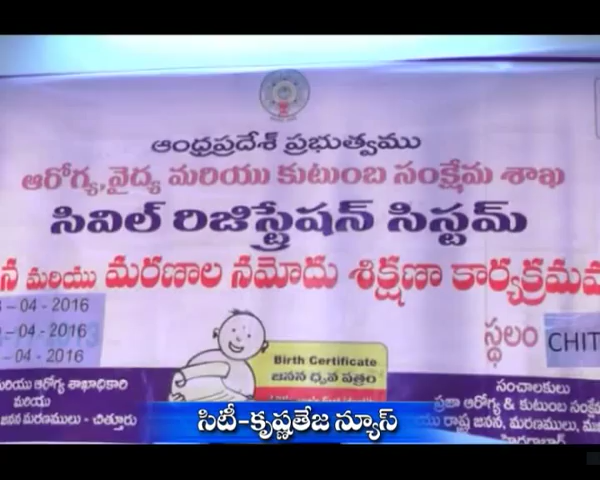 ఆంధ్రప్రదేశ్ ప్రభుత్వము
ఆరోగ్య, వైద్య మరియు కుటుంబ సంక్షేమ శాఖ
సివిల్ రిజిస్ట్రేషన్ సిస్టమ్
న మరియు మరణాల నమోదు శిక్షణా కార్యక్రమవ
- 04 - 2016
- 04 - 2016
- 04 - 2016
స్థలం CHIT
Birth Certificate
జనన ధృవ పత్రం
మరియు ఆరోగ్య శాఖాధికారి
మరియు
జనన మరణములు - చిత్తూరు
సంచాలకులు
ప్రజా ఆరోగ్య & కుటుంబ సంక్షే
రాష్ట్ర జనన, మరణములు,
సిటీ-కృష్ణతేజ న్యూస్